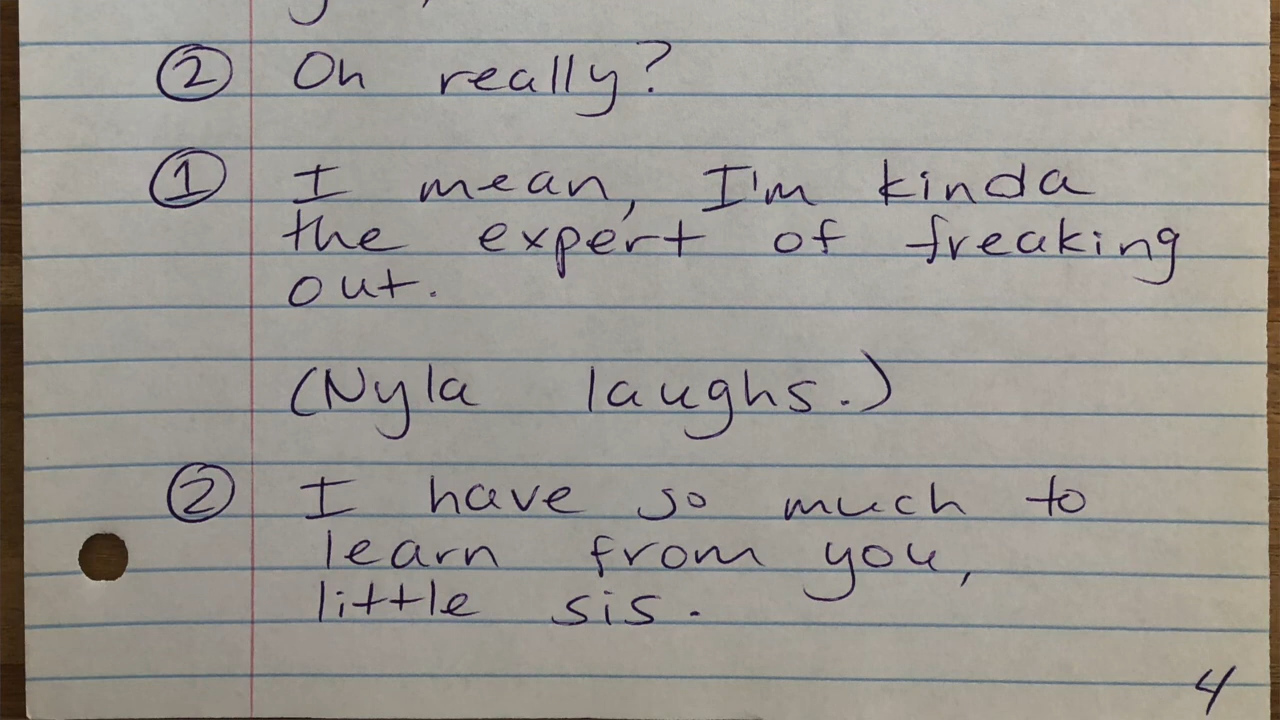 ② Oh really?
① I mean, I'm kinda
the expert of freaking
out.
(Nyla laughs.)
② I have so much to
learn from you,
little sis.
4